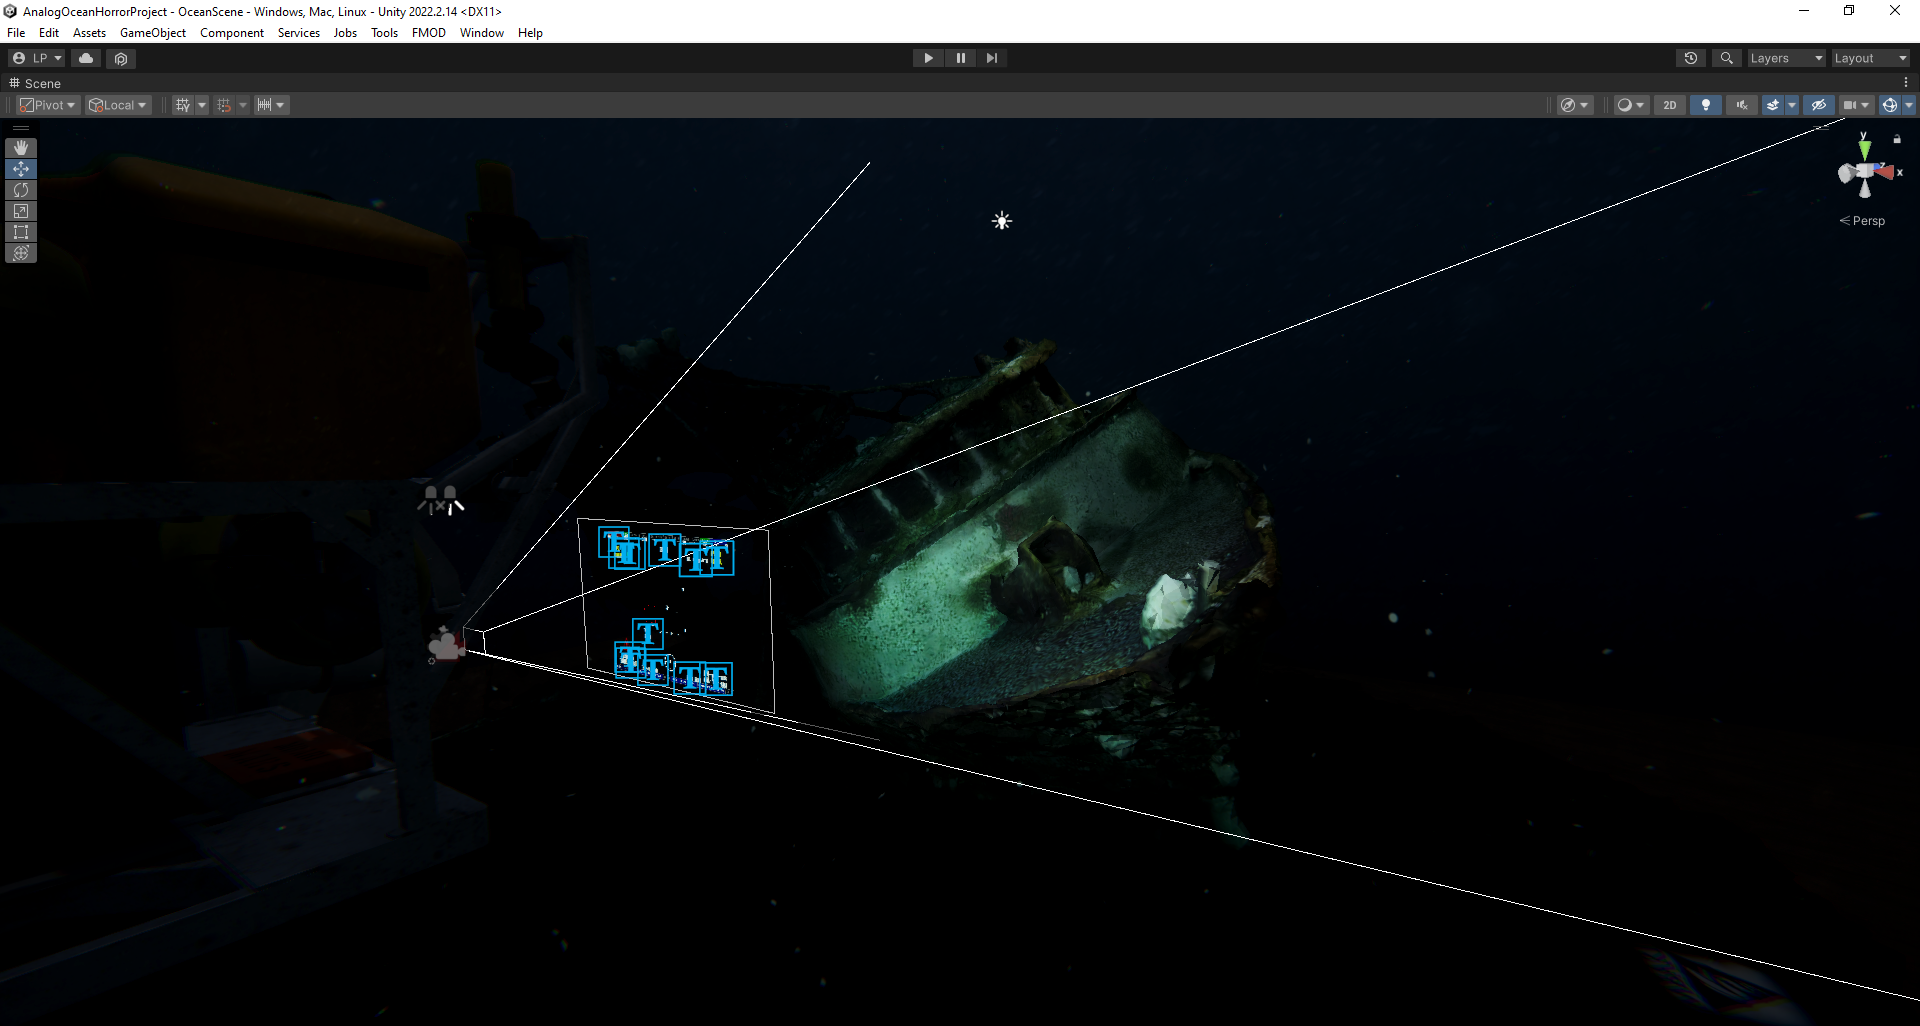 AnalogOceanHorrorProject - OceanScene - Windows, Mac, Linux - Unity 2022.2.14 <DX11>
File Edit Assets GameObject Component Services Jobs Tools FMOD Window Help
LP Layers Layout
Scene
Pivot Local 2D
y
z
x
Persp
T T T T T
T
T T T T